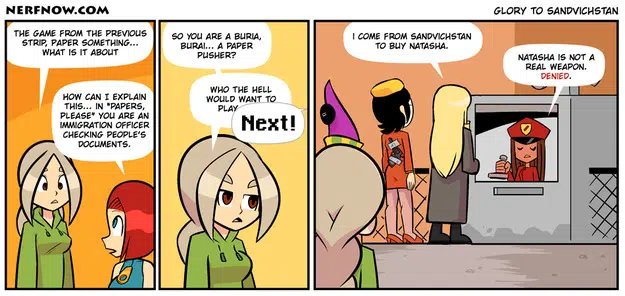 NERFNOW.COM
GLORY TO SANDVICHSTAN
THE GAME FROM THE PREVIOUS
STRIP, PAPER SOMETHING...
WHAT IS IT ABOUT
HOW CAN I EXPLAIN
THIS... IN "PAPERS,
PLEASE" YOU ARE AN
IMMIGRATION OFFICER
CHECKING PEOPLE'S
DOCUMENTS.
SO YOU ARE A BURIA,
BURA!... A PAPER
PUSHER?
WHO THE HELL
WOULD WANT TO
PLAY
Next!
I COME FROM SANDVICHSTAN
TO BUY NATASHA.
NATASHA IS NOT A
REAL WEAPON.
DENIED.